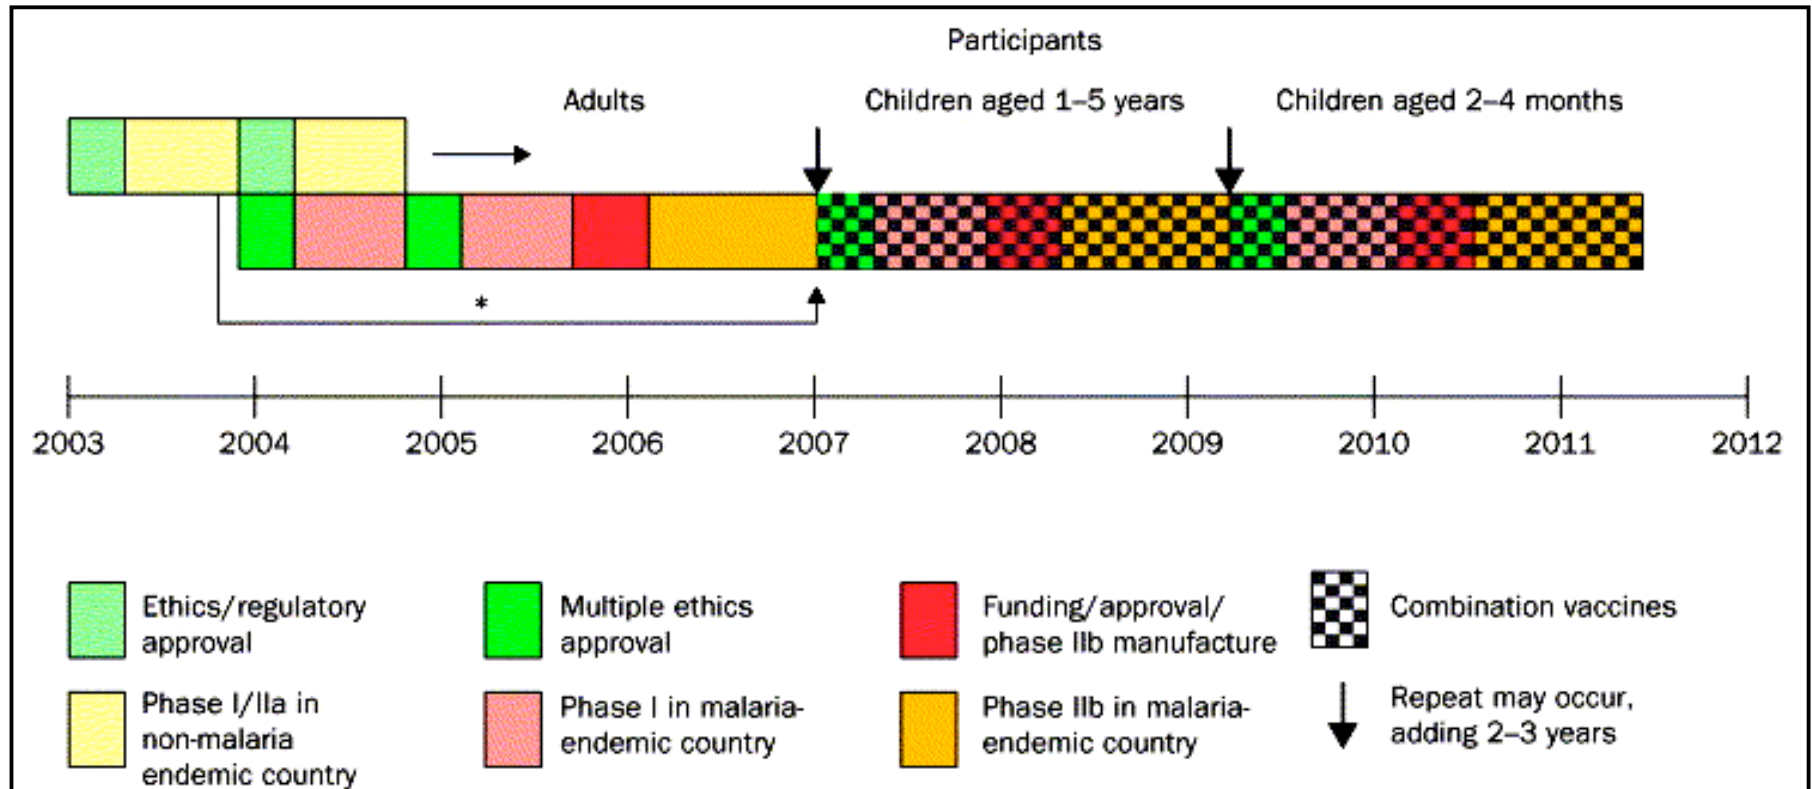 Participants
Adults
Children aged 1–5 years
Children aged 2–4 months
*
2003 2004 2005 2006 2007 2008 2009 2010 2011 2012
Ethics/regulatory
approval
Multiple ethics
approval
Funding/approval/
phase IIb manufacture
Combination vaccines
Phase I/IIa in
non-malaria
endemic country
Phase I in malaria-
endemic country
Phase IIb in malaria-
endemic country
Repeat may occur,
adding 2–3 years